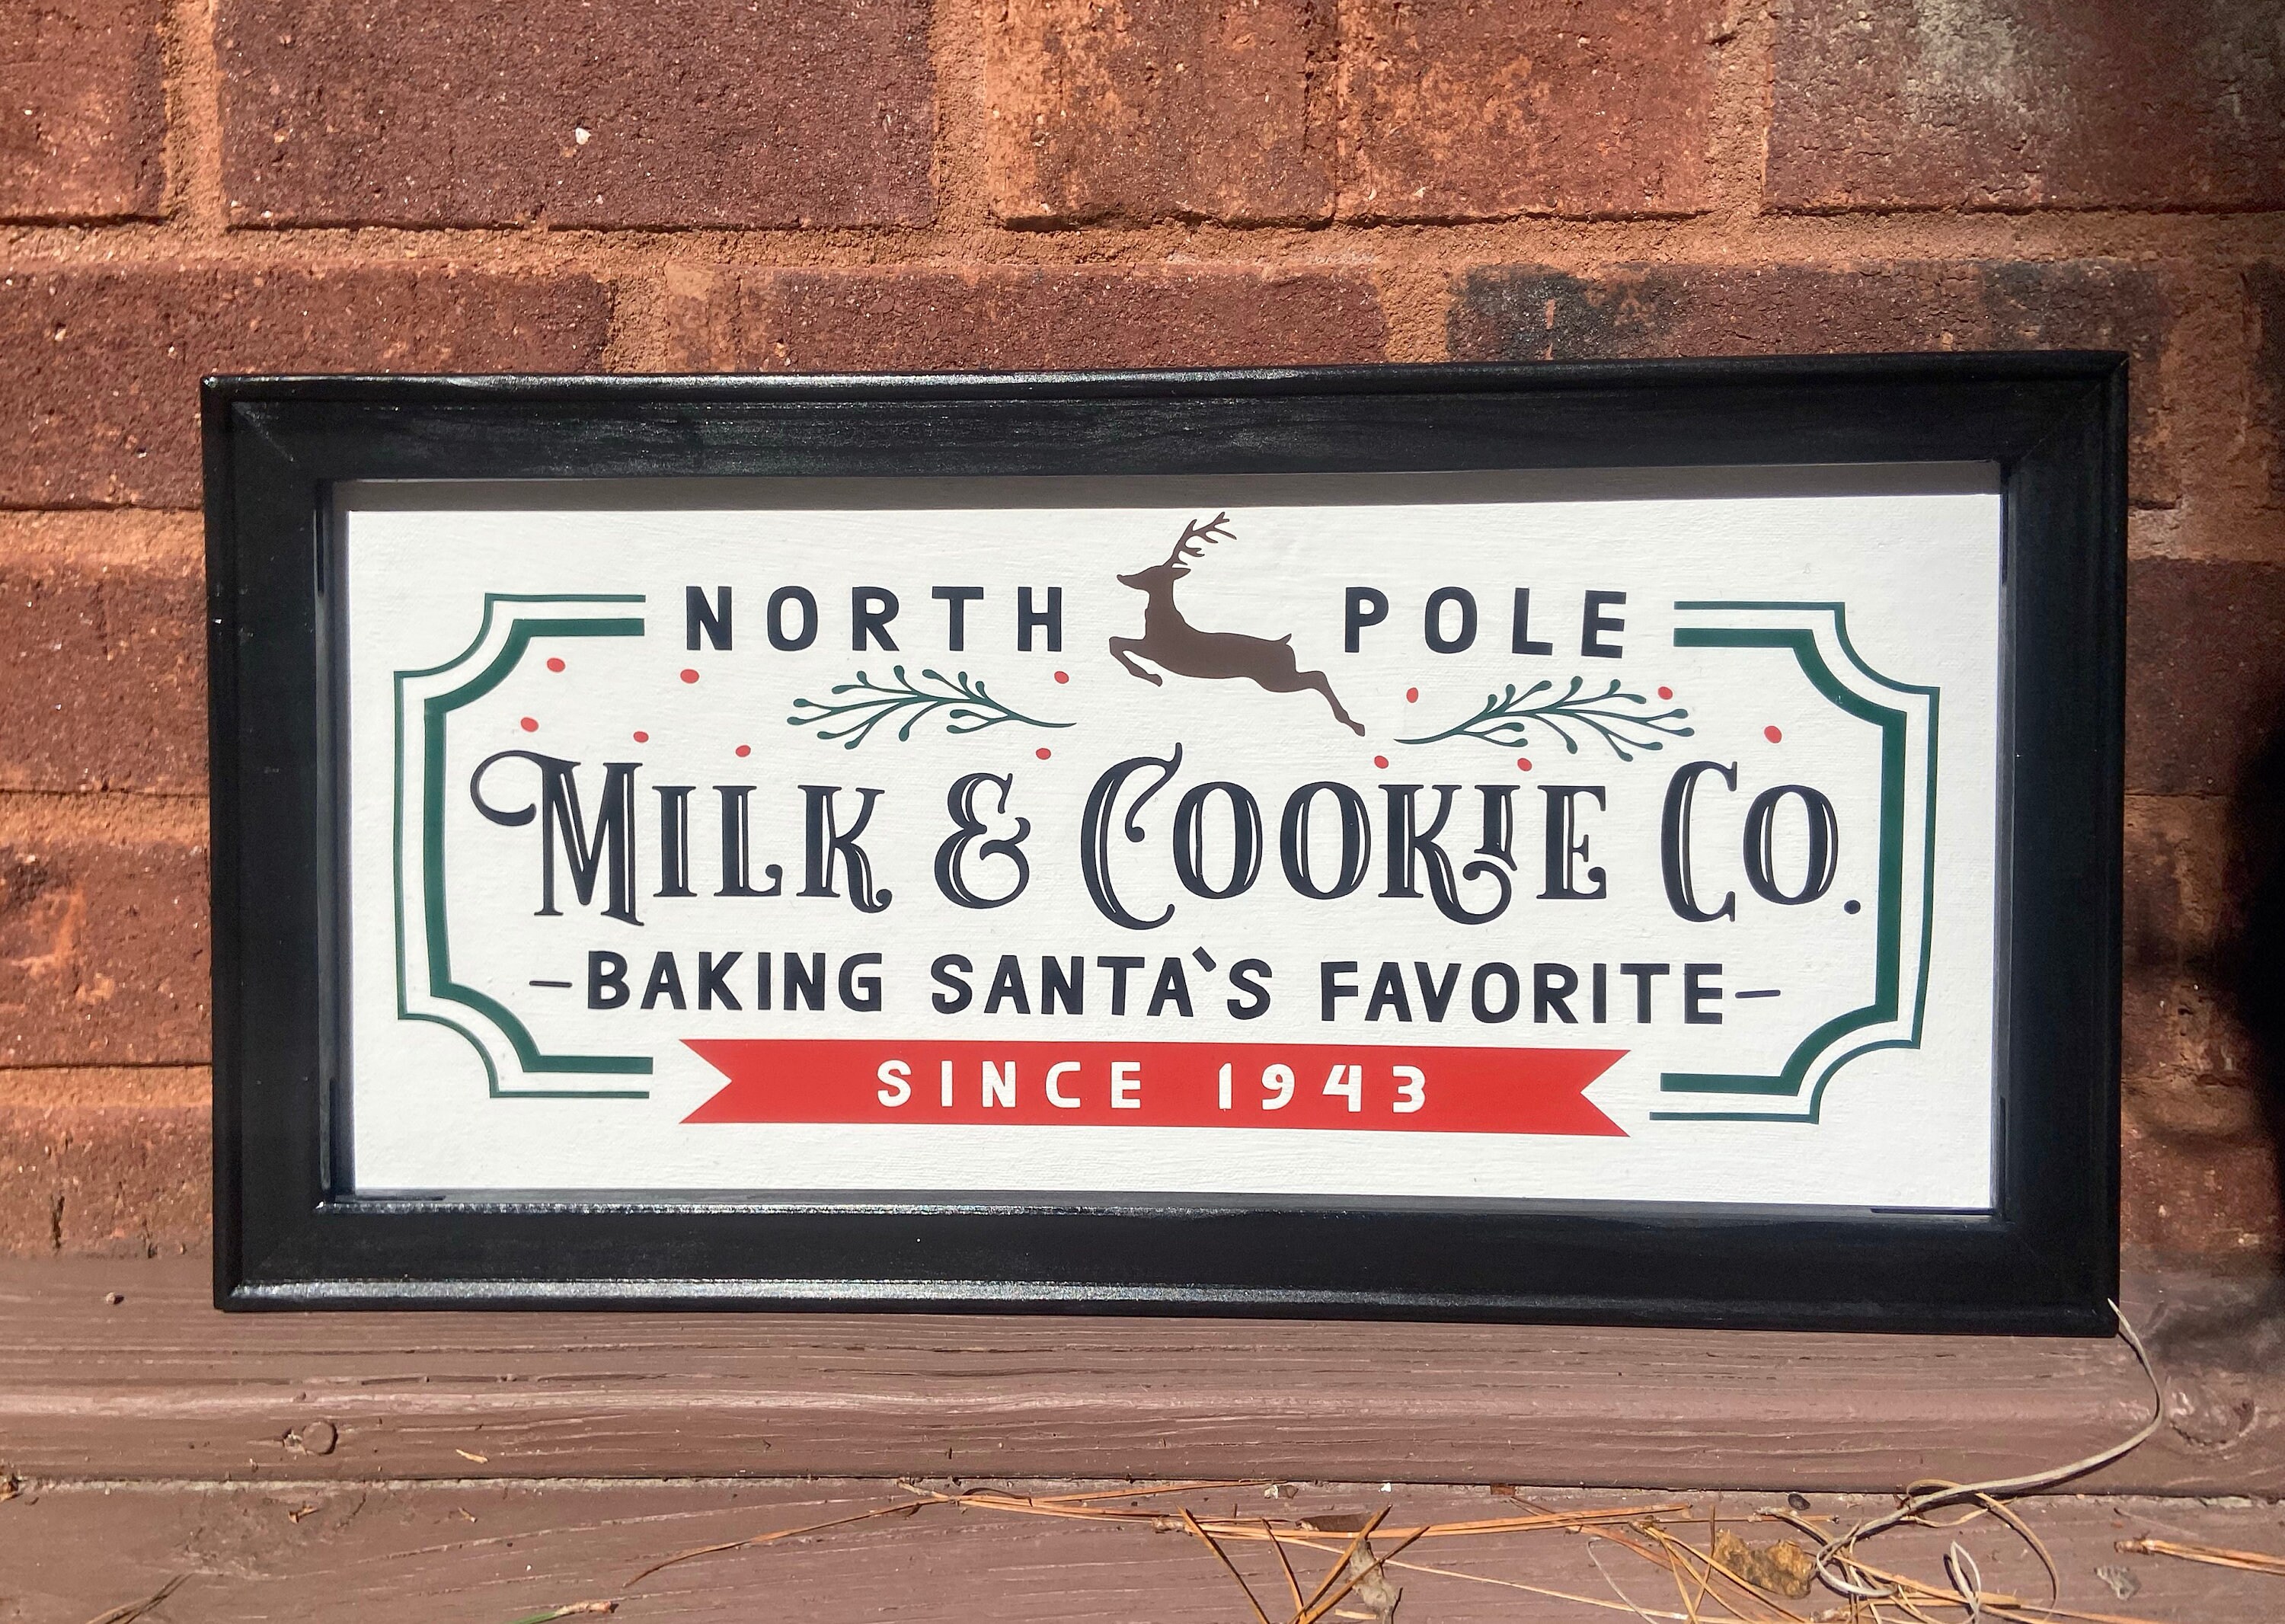 NORTH POLE
MILK & COOKIE CO.
-BAKING SANTA`S FAVORITE-
SINCE 1943